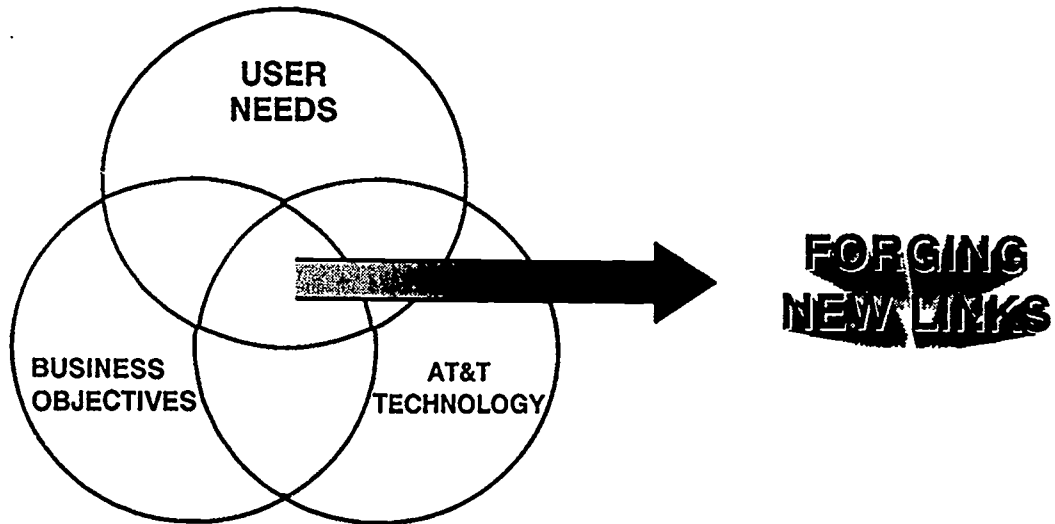 USER
NEEDS
BUSINESS
OBJECTIVES
AT&T
TECHNOLOGY
FORGING
NEW LINKS